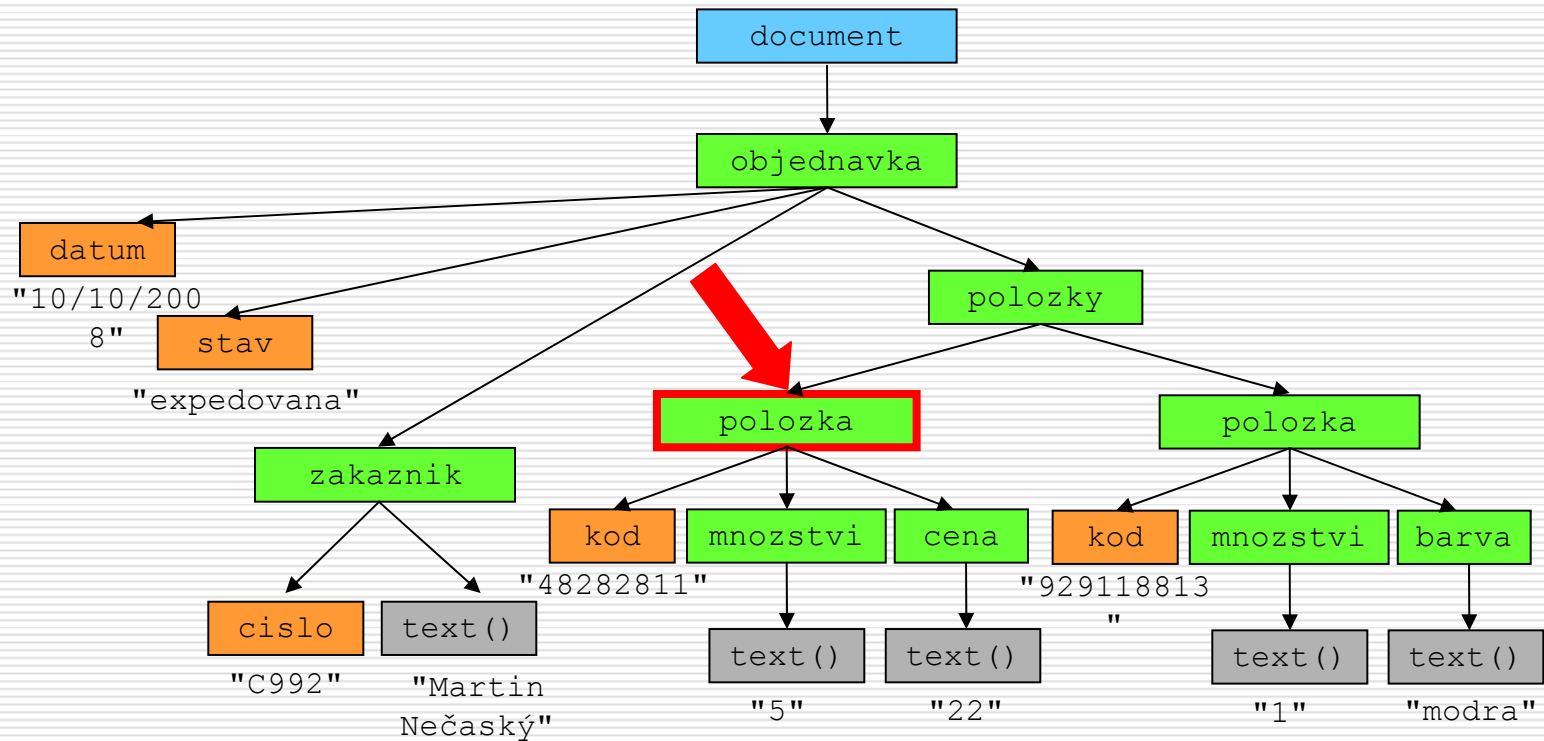 document
objednavka
datum
"10/10/200
8"
stav
"expedovana"
polozky
polozka
polozka
zakaznik
kod
mnozstvi
cena
kod
mnozstvi
barva
"48282811"
"929118813
"
cislo
text()
text()
text()
text()
text()
"C992"
"Martin
Nečaský"
"5"
"22"
"1"
"modra"